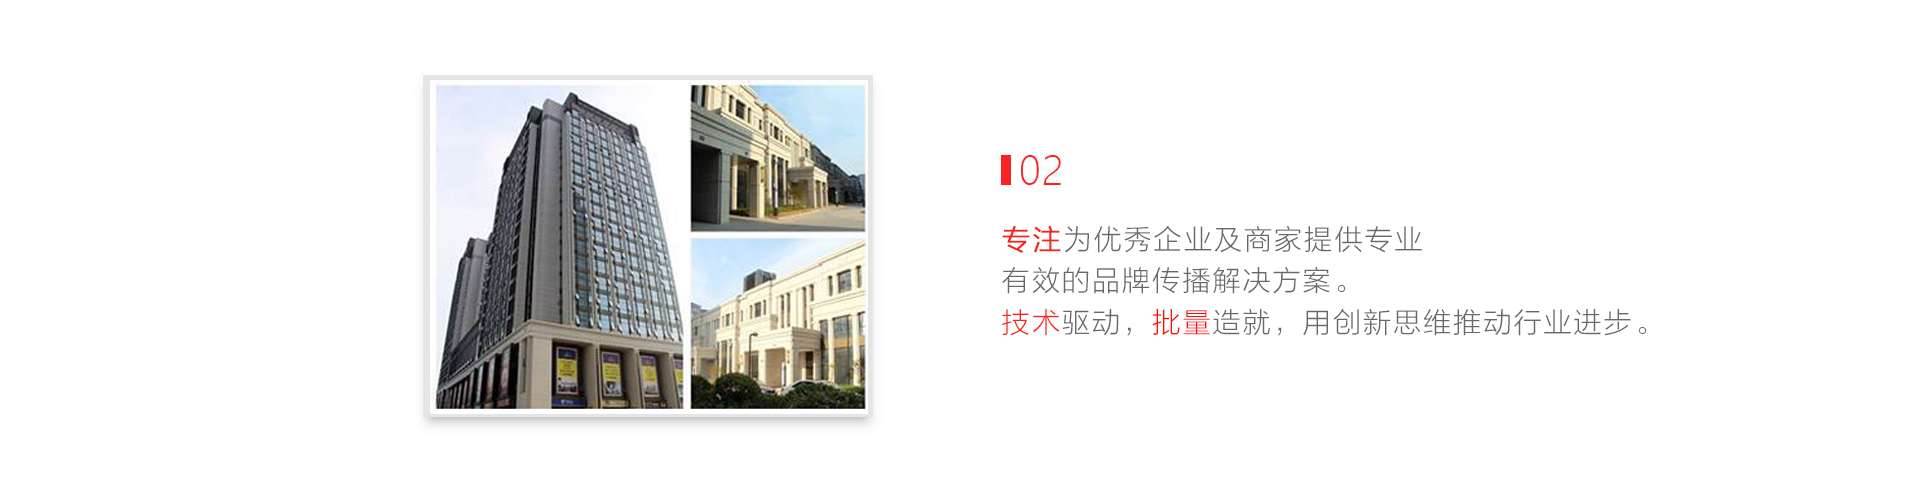 02
专注为优秀企业及商家提供专业
有效的品牌传播解决方案。
技术驱动，批量造就，用创新思维推动行业进步。